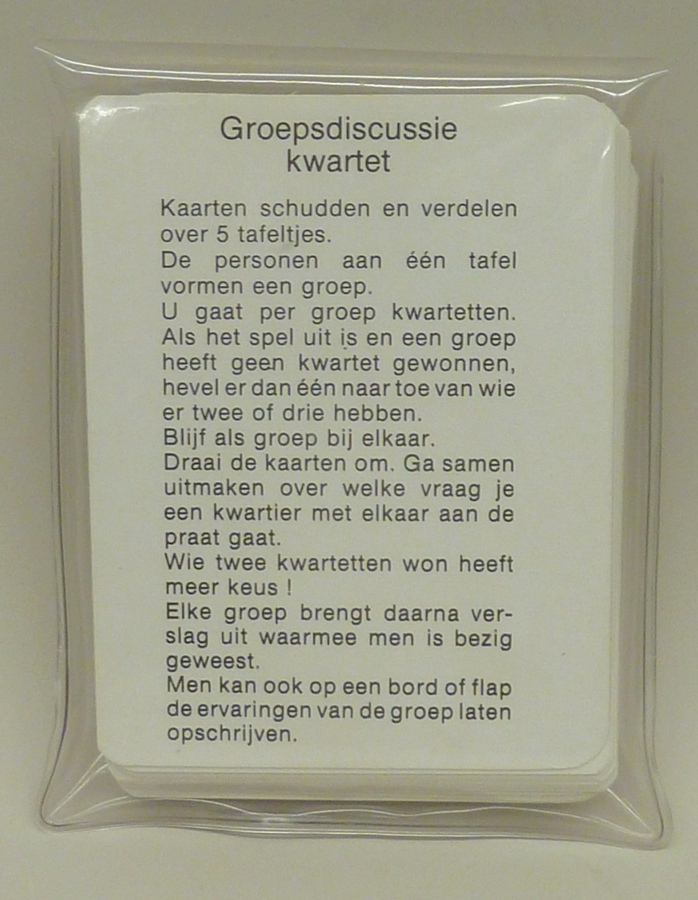 Groepsdiscussie
kwartet
Kaarten schudden en verdelen
over 5 tafeltjes.
De personen aan één tafel
vormen een groep.
U gaat per groep kwartetten.
Als het spel uit is en een groep
heeft geen kwartet gewonnen,
hevel er dan één naar toe van wie
er twee of drie hebben.
Blijf als groep bij elkaar.
Draai de kaarten om. Ga samen
uitmaken over welke vraag je
een kwartier met elkaar aan de
praat gaat.
Wie twee kwartetten won heeft
meer keus !
Elke groep brengt daarna ver-
slag uit waarmee men is bezig
geweest.
Men kan ook op een bord of flap
de ervaringen van de groep laten
opschrijven.